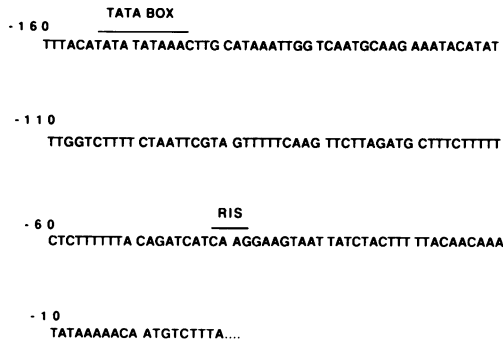 TATA BOX
-160
TTTACATATA TATAAACTTG CATAAATTGG TCAATGCAAG AAATACATAT
-110
TTGGTCTTTT CTAATTCGTA GTTTTTCAAG TTCTTAGATG CTTTCTTTTT
RIS
-60
CTCTTTTTTA CAGATCATCA AGGAAGTAAT TATCTACTTT TTACAACAAA
-10
TATAAAAACA ATGTCTTTA....